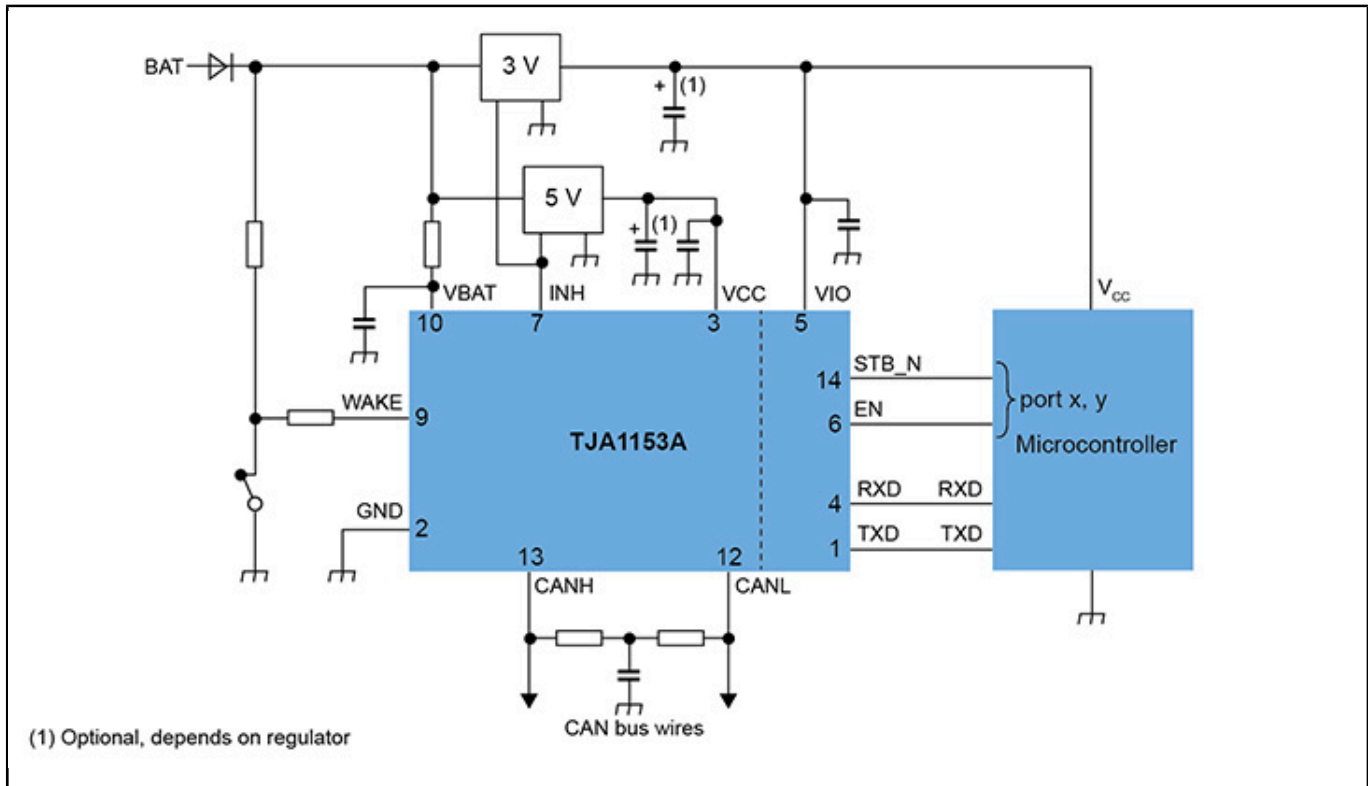 BAT
3 V
+ (1)
5 V
+ (1)
VBAT
INH
VCC
VIO
VCC
10
7
3
5
14
STB_N
port x, y
WAKE
9
6
EN
Microcontroller
TJA1153A
4
RXD
RXD
GND
2
1
TXD
TXD
13
12
CANH
CANL
CAN bus wires
(1) Optional, depends on regulator